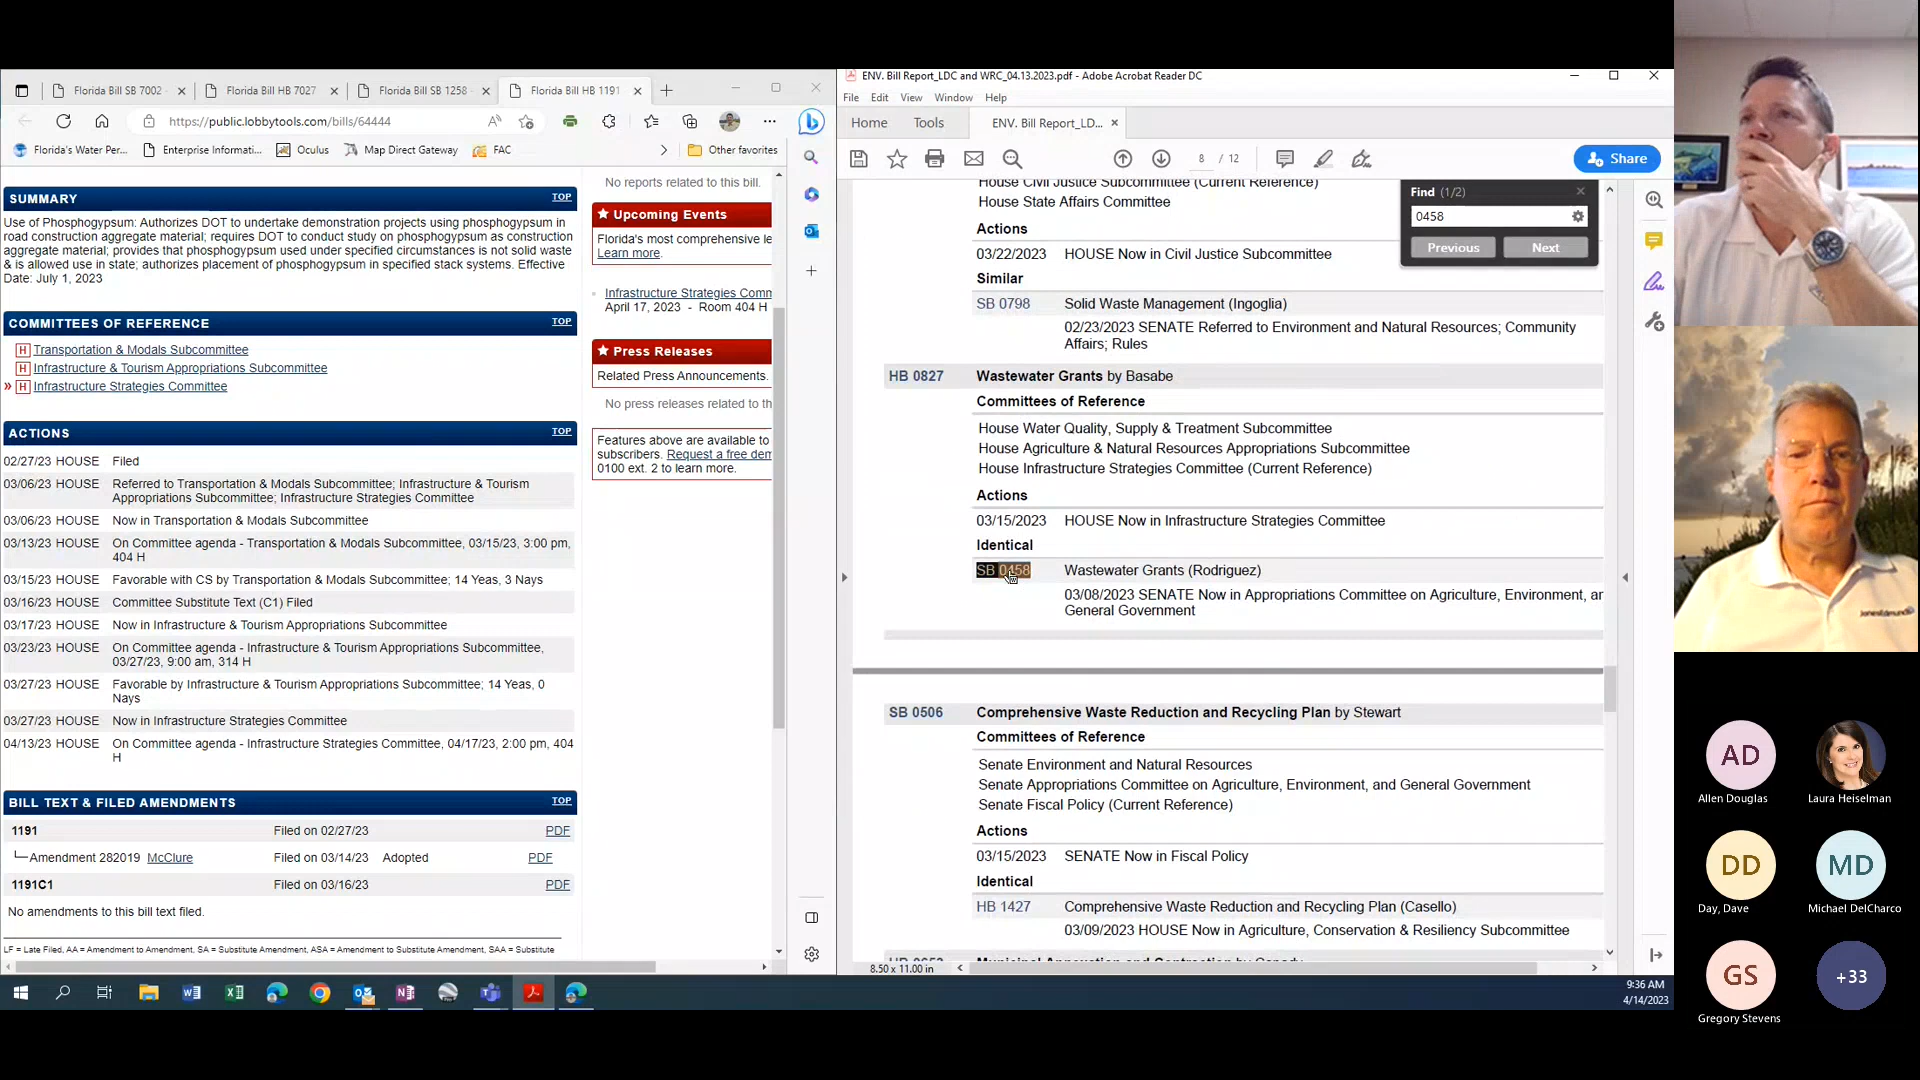 Florida Bill SB 7002
Florida Bill HB 7027
Florida Bill SB 1258 -
Florida Bill HB 1191
https://public.lobbytools.com/bills/64444
Florida's Water Per...
Enterprise Informati...
Oculus
Map Direct Gateway
FAC
Other favorites
SUMMARY
TOP
Use of Phosphogypsum: Authorizes DOT to undertake demonstration projects using phosphogypsum in
road construction aggregate material; requires DOT to conduct study on phosphogypsum as construction
aggregate material; provides that phosphogypsum used under specified circumstances is not solid waste
& is allowed use in state; authorizes placement of phosphogypsum in specified stack systems. Effective
Date: July 1, 2023
COMMITTEES OF REFERENCE
TOP
H Transportation & Modals Subcommittee
H Infrastructure & Tourism Appropriations Subcommittee
» H Infrastructure Strategies Committee
ACTIONS
TOP
02/27/23 HOUSE Filed
03/06/23 HOUSE Referred to Transportation & Modals Subcommittee; Infrastructure & Tourism
Appropriations Subcommittee; Infrastructure Strategies Committee
03/06/23 HOUSE Now in Transportation & Modals Subcommittee
03/13/23 HOUSE On Committee agenda - Transportation & Modals Subcommittee, 03/15/23, 3:00 pm,
404 H
03/15/23 HOUSE Favorable with CS by Transportation & Modals Subcommittee; 14 Yeas, 3 Nays
03/16/23 HOUSE Committee Substitute Text (C1) Filed
03/17/23 HOUSE Now in Infrastructure & Tourism Appropriations Subcommittee
03/23/23 HOUSE On Committee agenda - Infrastructure & Tourism Appropriations Subcommittee,
03/27/23, 9:00 am, 314 H
03/27/23 HOUSE Favorable by Infrastructure & Tourism Appropriations Subcommittee; 14 Yeas, 0
Nays
03/27/23 HOUSE Now in Infrastructure Strategies Committee
04/13/23 HOUSE On Committee agenda - Infrastructure Strategies Committee, 04/17/23, 2:00 pm, 404
H
BILL TEXT & FILED AMENDMENTS
TOP
1191 Filed on 02/27/23 PDF
Amendment 282019 McClure Filed on 03/14/23 Adopted PDF
1191C1 Filed on 03/16/23 PDF
No amendments to this bill text filed.
LF = Late Filed, AA = Amendment to Amendment, SA = Substitute Amendment, ASA = Amendment to Substitute Amendment, SAA = Substitute
No reports related to this bill.
Upcoming Events
Florida's most comprehensive le
Learn more.
Infrastructure Strategies Comm
April 17, 2023 - Room 404 H
Press Releases
Related Press Announcements.
No press releases related to th
Features above are available to
subscribers. Request a free dem
0100 ext. 2 to learn more.
ENV. Bill Report_LDC and WRC_04.13.2023.pdf - Adobe Acrobat Reader DC
File Edit View Window Help
Home Tools ENV. Bill Report_LD...
8 / 12
Share
Find (1/2)
0458
Previous Next
House Civil Justice Subcommittee (Current Reference)
House State Affairs Committee
Actions
03/22/2023 HOUSE Now in Civil Justice Subcommittee
Similar
SB 0798 Solid Waste Management (Ingoglia)
02/23/2023 SENATE Referred to Environment and Natural Resources; Community
Affairs; Rules
HB 0827 Wastewater Grants by Basabe
Committees of Reference
House Water Quality, Supply & Treatment Subcommittee
House Agriculture & Natural Resources Appropriations Subcommittee
House Infrastructure Strategies Committee (Current Reference)
Actions
03/15/2023 HOUSE Now in Infrastructure Strategies Committee
Identical
SB 0458 Wastewater Grants (Rodriguez)
03/08/2023 SENATE Now in Appropriations Committee on Agriculture, Environment, an
General Government
SB 0506 Comprehensive Waste Reduction and Recycling Plan by Stewart
Committees of Reference
Senate Environment and Natural Resources
Senate Appropriations Committee on Agriculture, Environment, and General Government
Senate Fiscal Policy (Current Reference)
Actions
03/15/2023 SENATE Now in Fiscal Policy
Identical
HB 1427 Comprehensive Waste Reduction and Recycling Plan (Casello)
03/09/2023 HOUSE Now in Agriculture, Conservation & Resiliency Subcommittee
8.50 x 11.00 in
9:36 AM
4/14/2023
AD
Allen Douglas
Laura Heiselman
DD
Day, Dave
MD
Michael DelCharco
GS
Gregory Stevens
+33